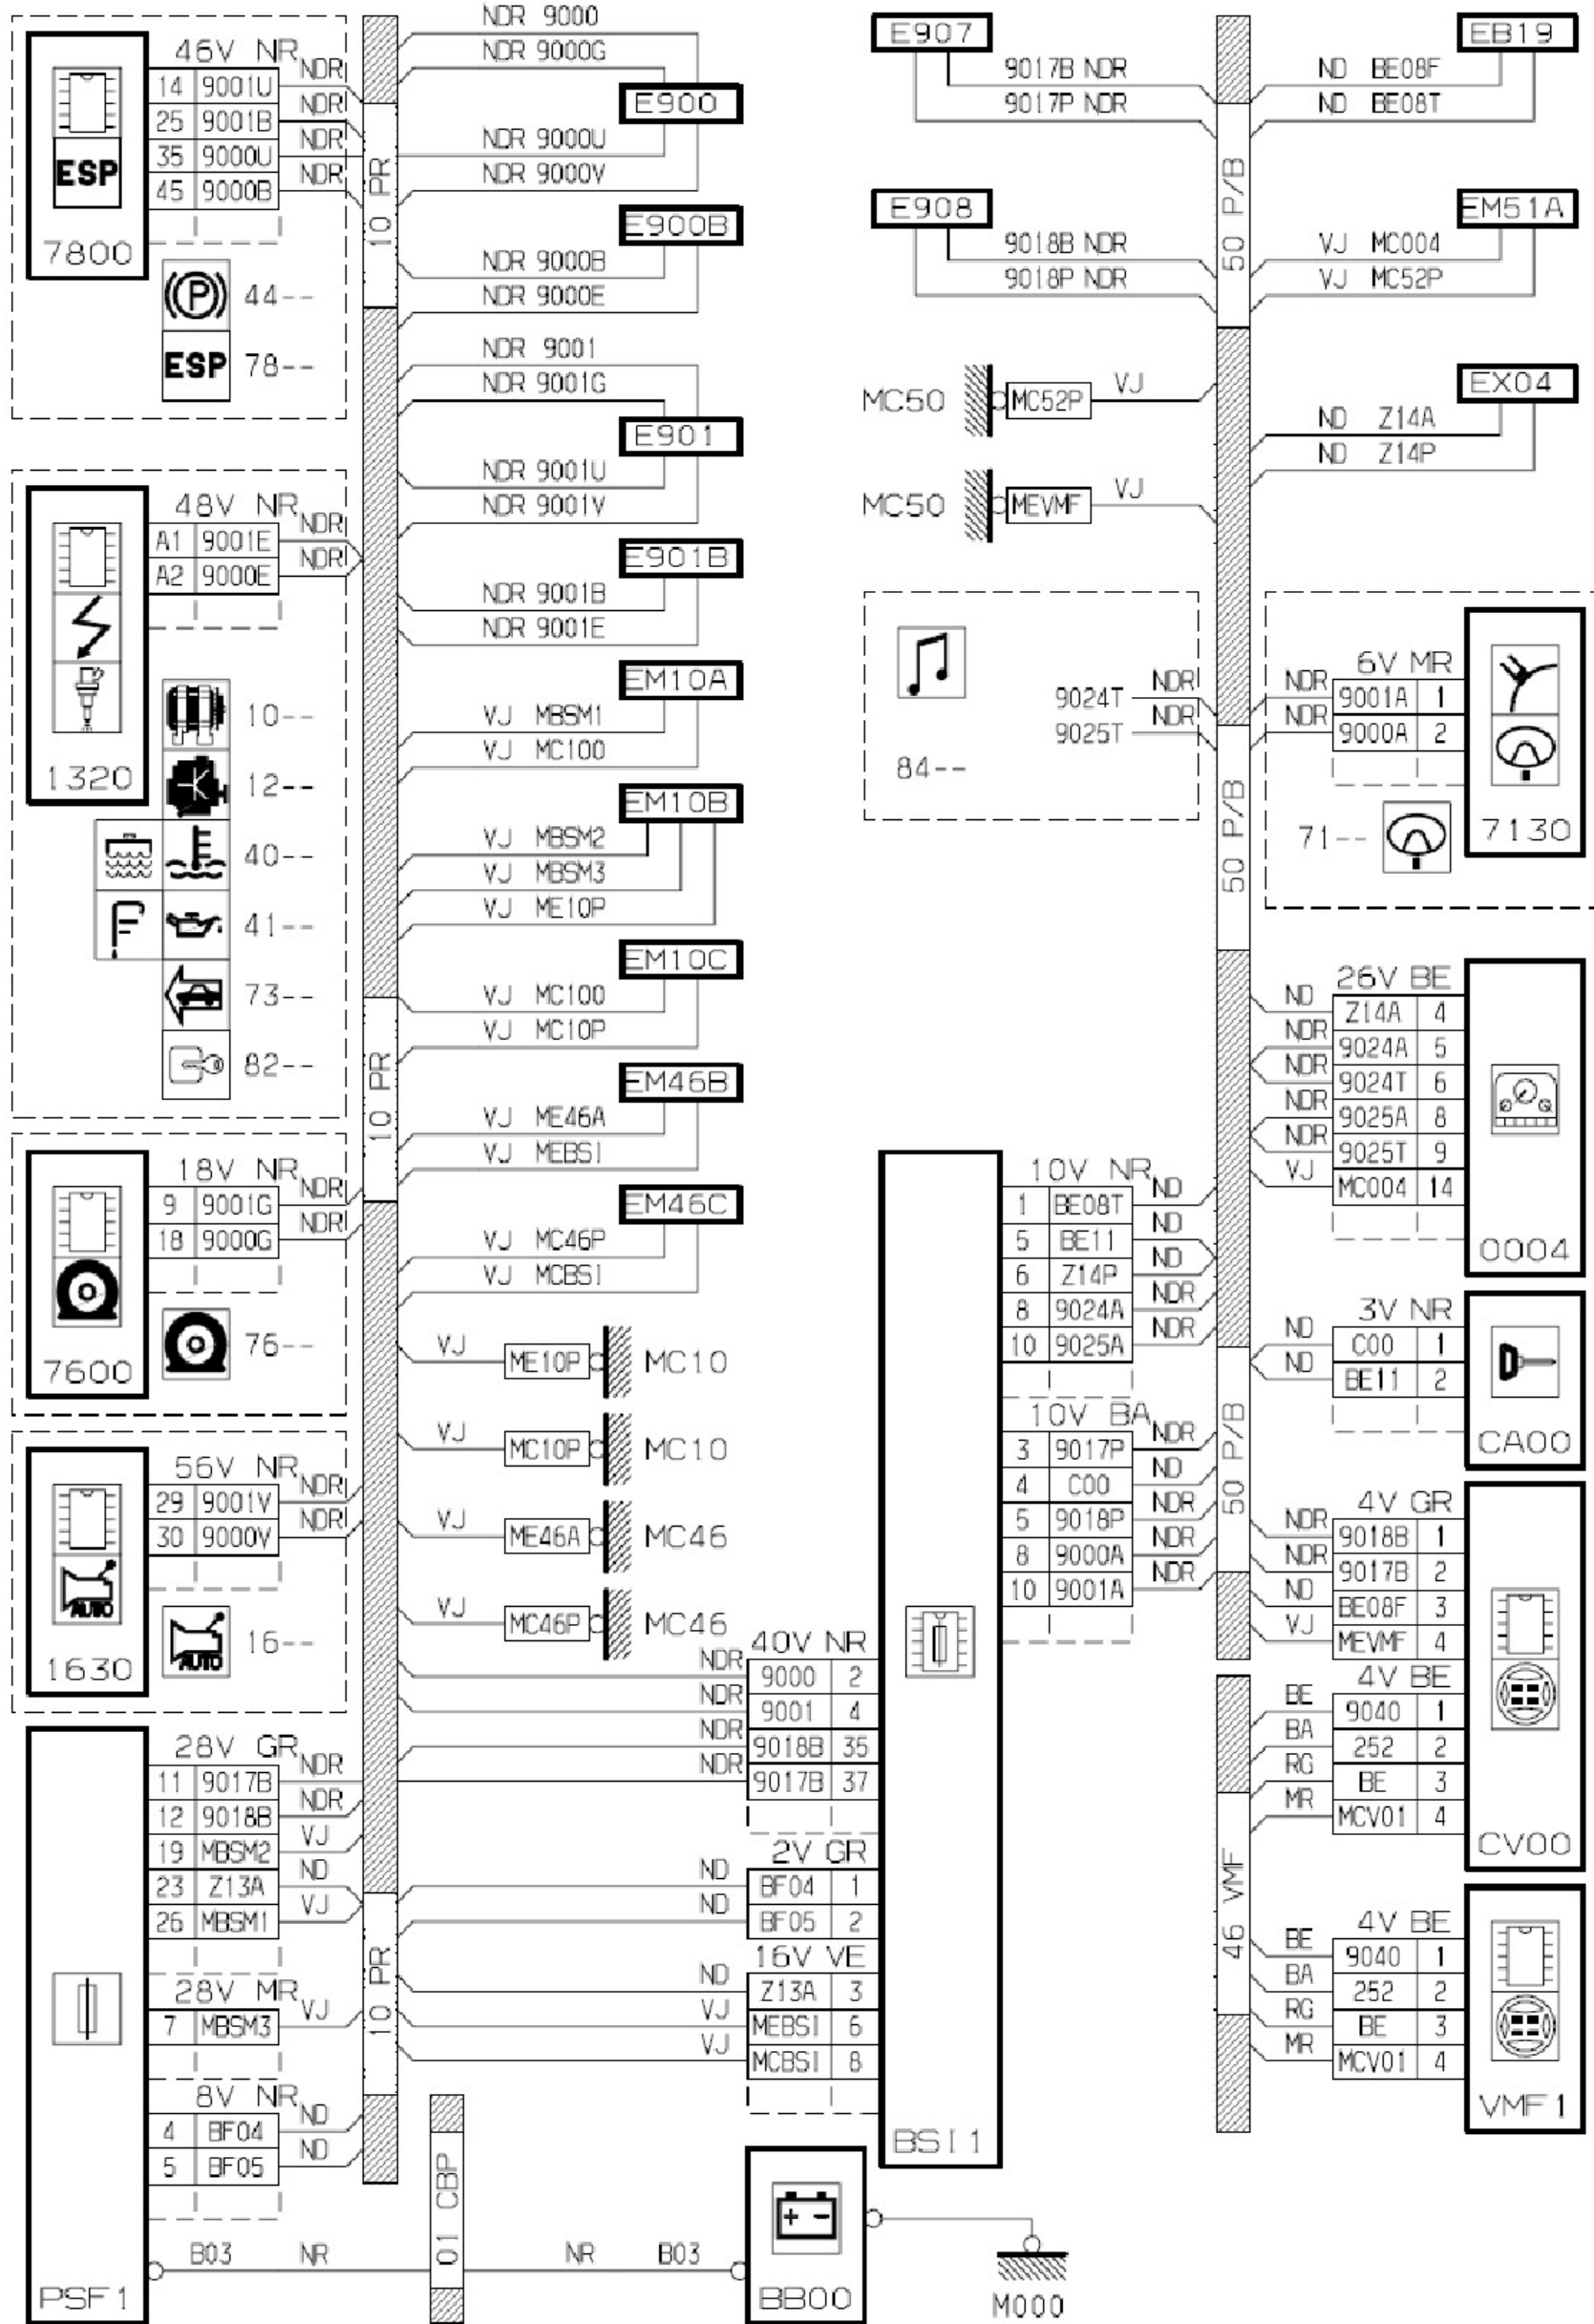 46V NR
14 9001U NDR
25 9001B NDR
35 9000U NDR
45 9000B NDR
ESP
7800
(P) 44--
ESP 78--
48V NR
A1 9001E NDR
A2 9000E NDR
1320
10--
12--
40--
41--
73--
82--
18V NR
9 9001G NDR
18 9000G NDR
7600
76--
56V NR
29 9001V NDR
30 9000V NDR
AUTO
1630
AUTO 16--
28V GR
11 9017B NDR
12 9018B NDR
19 MBSM2 VJ
23 Z13A ND
26 MBSM1 VJ
28V MR
7 MBSM3 VJ
8V NR
4 BF04 ND
5 BF05 ND
PSF1
B03 NR
10 PR
10 PR
10 PR
01 CBP
NR B03
NDR 9000
NDR 9000G
E900
NDR 9000U
NDR 9000V
E900B
NDR 9000B
NDR 9000E
NDR 9001
NDR 9001G
E901
NDR 9001U
NDR 9001V
E901B
NDR 9001B
NDR 9001E
EM10A
VJ MBSM1
VJ MC100
EM10B
VJ MBSM2
VJ MBSM3
VJ ME10P
EM10C
VJ MC100
VJ MC10P
EM46B
VJ ME46A
VJ MEBSI
EM46C
VJ MC46P
VJ MCBSI
VJ ME10P MC10
VJ MC10P MC10
VJ ME46A MC46
VJ MC46P MC46
40V NR
NDR 9000 2
NDR 9001 4
NDR 9018B 35
NDR 9017B 37
2V GR
ND BF04 1
ND BF05 2
16V VE
ND Z13A 3
VJ MEBSI 6
VJ MCBSI 8
BSI1
+ -
BB00
M000
E907
9017B NDR
9017P NDR
E908
9018B NDR
9018P NDR
MC50 MC52P VJ
MC50 MEVMF VJ
9024T NDR
9025T NDR
84--
10V NR
1 BE08T ND
5 BE11 ND
6 Z14P ND
8 9024A NDR
10 9025A NDR
10V BA
3 9017P NDR
4 C00 ND
5 9018P NDR
8 9000A NDR
10 9001A NDR
50 P/B
50 P/B
50 P/B
46 VMF
EB19
ND BE08F
ND BE08T
EM51A
VJ MC004
VJ MC52P
EX04
ND Z14A
ND Z14P
6V MR
NDR 9001A 1
NDR 9000A 2
71--
7130
26V BE
ND Z14A 4
NDR 9024A 5
NDR 9024T 6
NDR 9025A 8
NDR 9025T 9
VJ MC004 14
0004
3V NR
ND C00 1
ND BE11 2
CA00
4V GR
NDR 9018B 1
NDR 9017B 2
ND BE08F 3
VJ MEVMF 4
4V BE
BE 9040 1
BA 252 2
RG BE 3
MR MCV01 4
CV00
4V BE
BE 9040 1
BA 252 2
RG BE 3
MR MCV01 4
VMF1